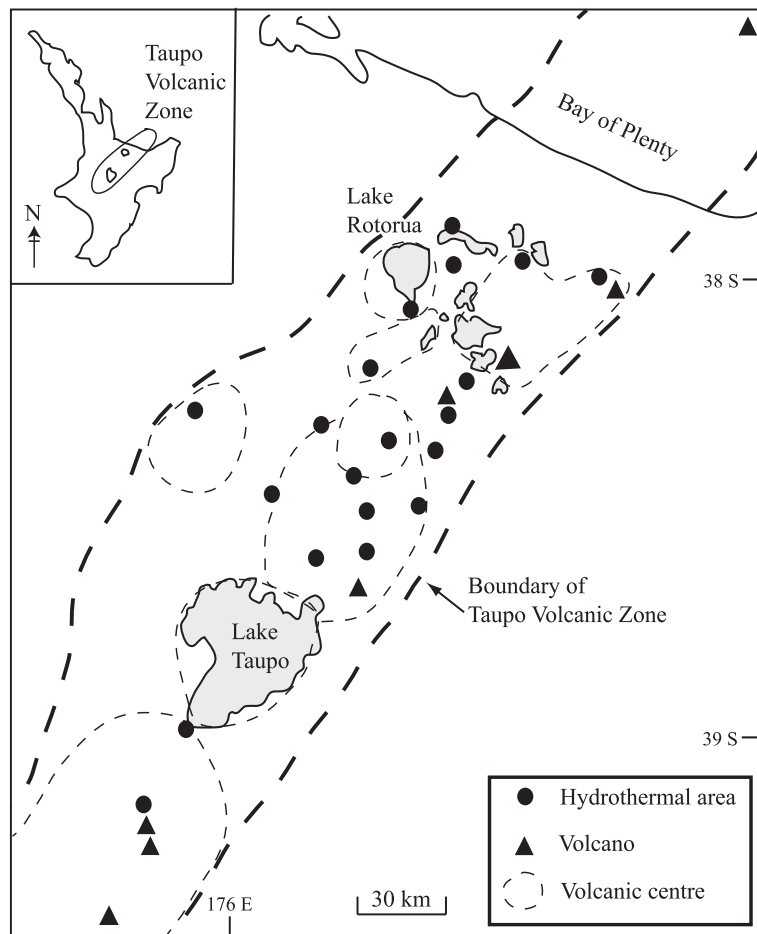 Taupo
Volcanic
Zone
N
Bay of Plenty
Lake
Rotorua
38 S
Boundary of
Taupo Volcanic Zone
Lake
Taupo
39 S
Hydrothermal area
Volcano
Volcanic centre
176 E
30 km